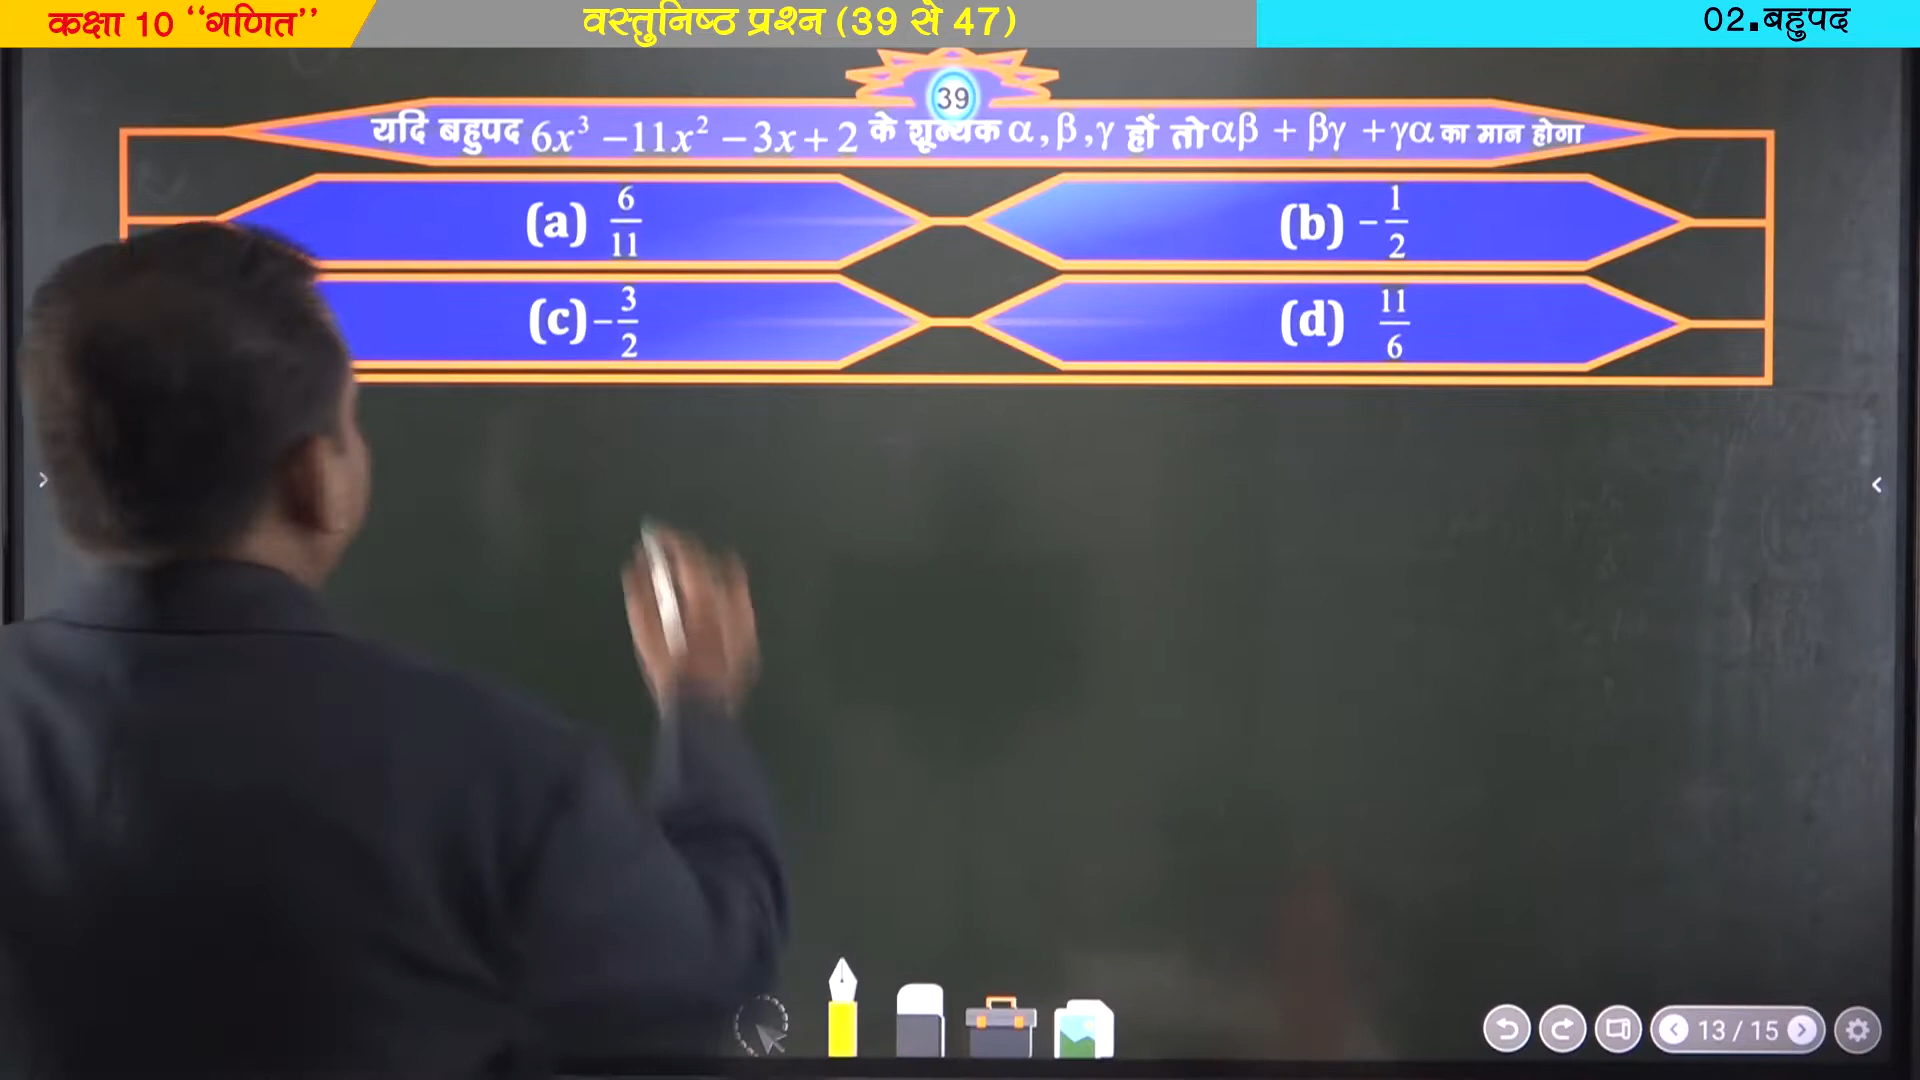 कक्षा 10 “गणित”
वस्तुनिष्ठ प्रश्न (39 से 47)
02.बहुपद
39
यदि बहुपद 6x³ – 11x² – 3x + 2 के शून्यक α, β, γ हों तो αβ + βγ + γα का मान होगा
(a) 6/11
(b) -1/2
(c) -3/2
(d) 11/6
13 / 15